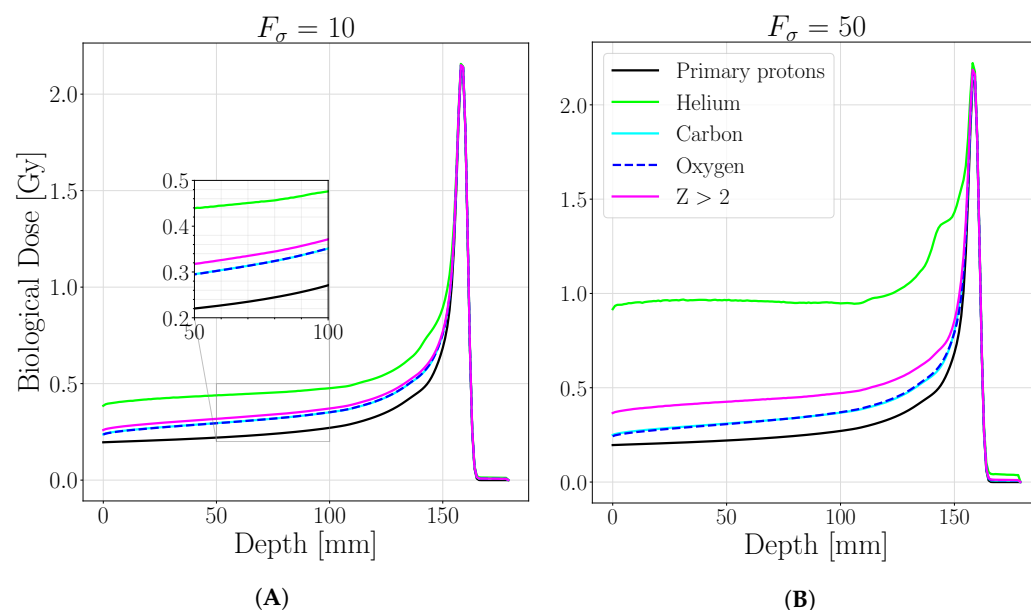 F_σ = 10
F_σ = 50
Biological Dose [Gy]
2.0
1.5
1.0
0.5
0.0
0.5
0.4
0.3
0.2
50
100
0
50
100
150
Depth [mm]
2.0
1.5
1.0
0.5
0.0
Primary protons
Helium
Carbon
Oxygen
Z > 2
0
50
100
150
Depth [mm]
(A)
(B)